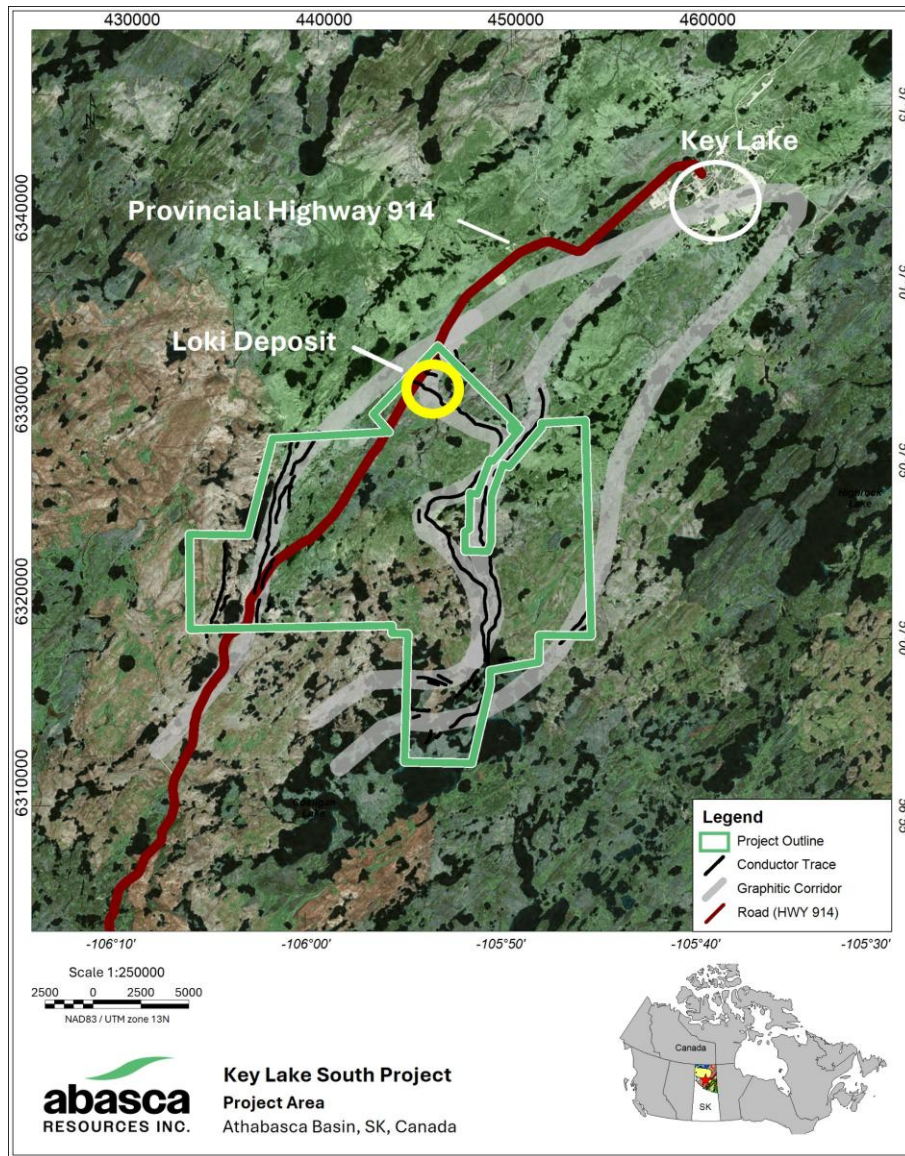 430000 440000 450000 460000
Key Lake
Provincial Highway 914
6340000
Loki Deposit
6330000
6320000
6310000
Legend
Project Outline
Conductor Trace
Graphitic Corridor
Road (HWY 914)
-106°10' -106°00' -105°50' -105°40' -105°30'
Scale 1:250000
2500 0 2500 5000
NAD83 / UTM zone 13N
Canada
SK
abasca
RESOURCES INC.
Key Lake South Project
Project Area
Athabasca Basin, SK, Canada